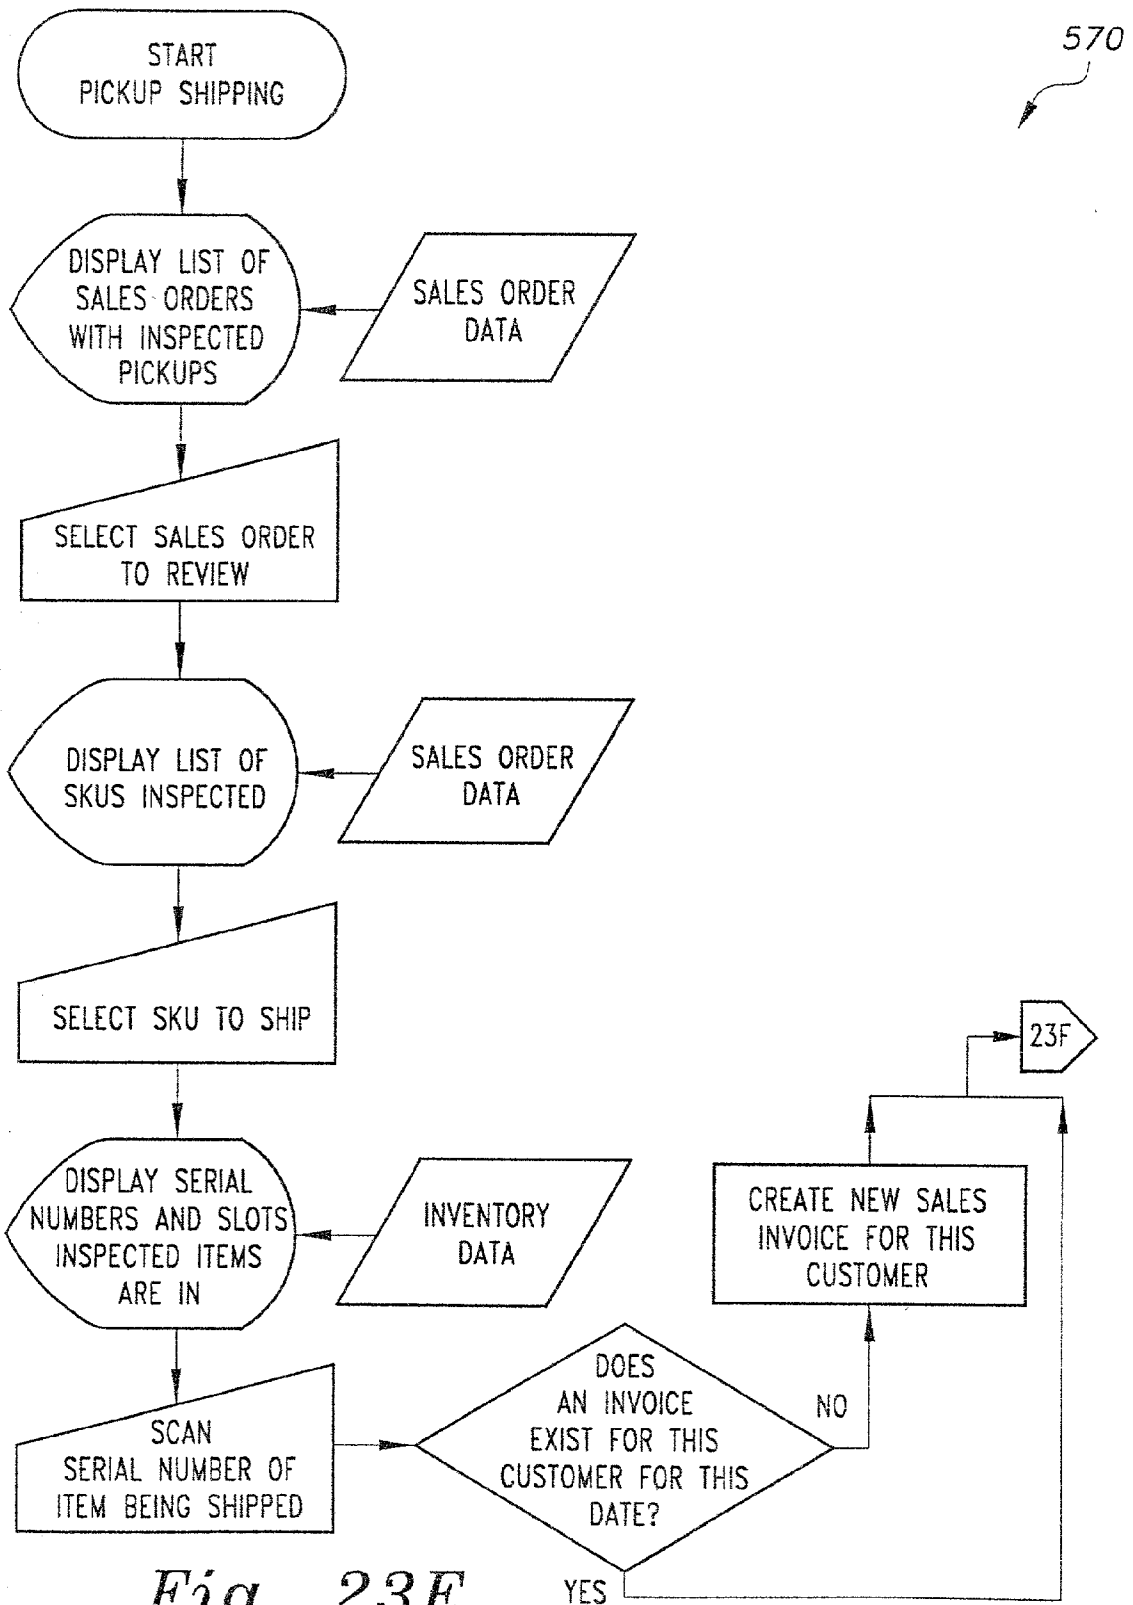 START
PICKUP SHIPPING
570
DISPLAY LIST OF
SALES ORDERS
WITH INSPECTED
PICKUPS
SALES ORDER
DATA
SELECT SALES ORDER
TO REVIEW
DISPLAY LIST OF
SKUS INSPECTED
SALES ORDER
DATA
SELECT SKU TO SHIP
23F
DISPLAY SERIAL
NUMBERS AND SLOTS
INSPECTED ITEMS
ARE IN
INVENTORY
DATA
CREATE NEW SALES
INVOICE FOR THIS
CUSTOMER
SCAN
SERIAL NUMBER OF
ITEM BEING SHIPPED
DOES
AN INVOICE
EXIST FOR THIS
CUSTOMER FOR THIS
DATE?
NO
YES
Fig